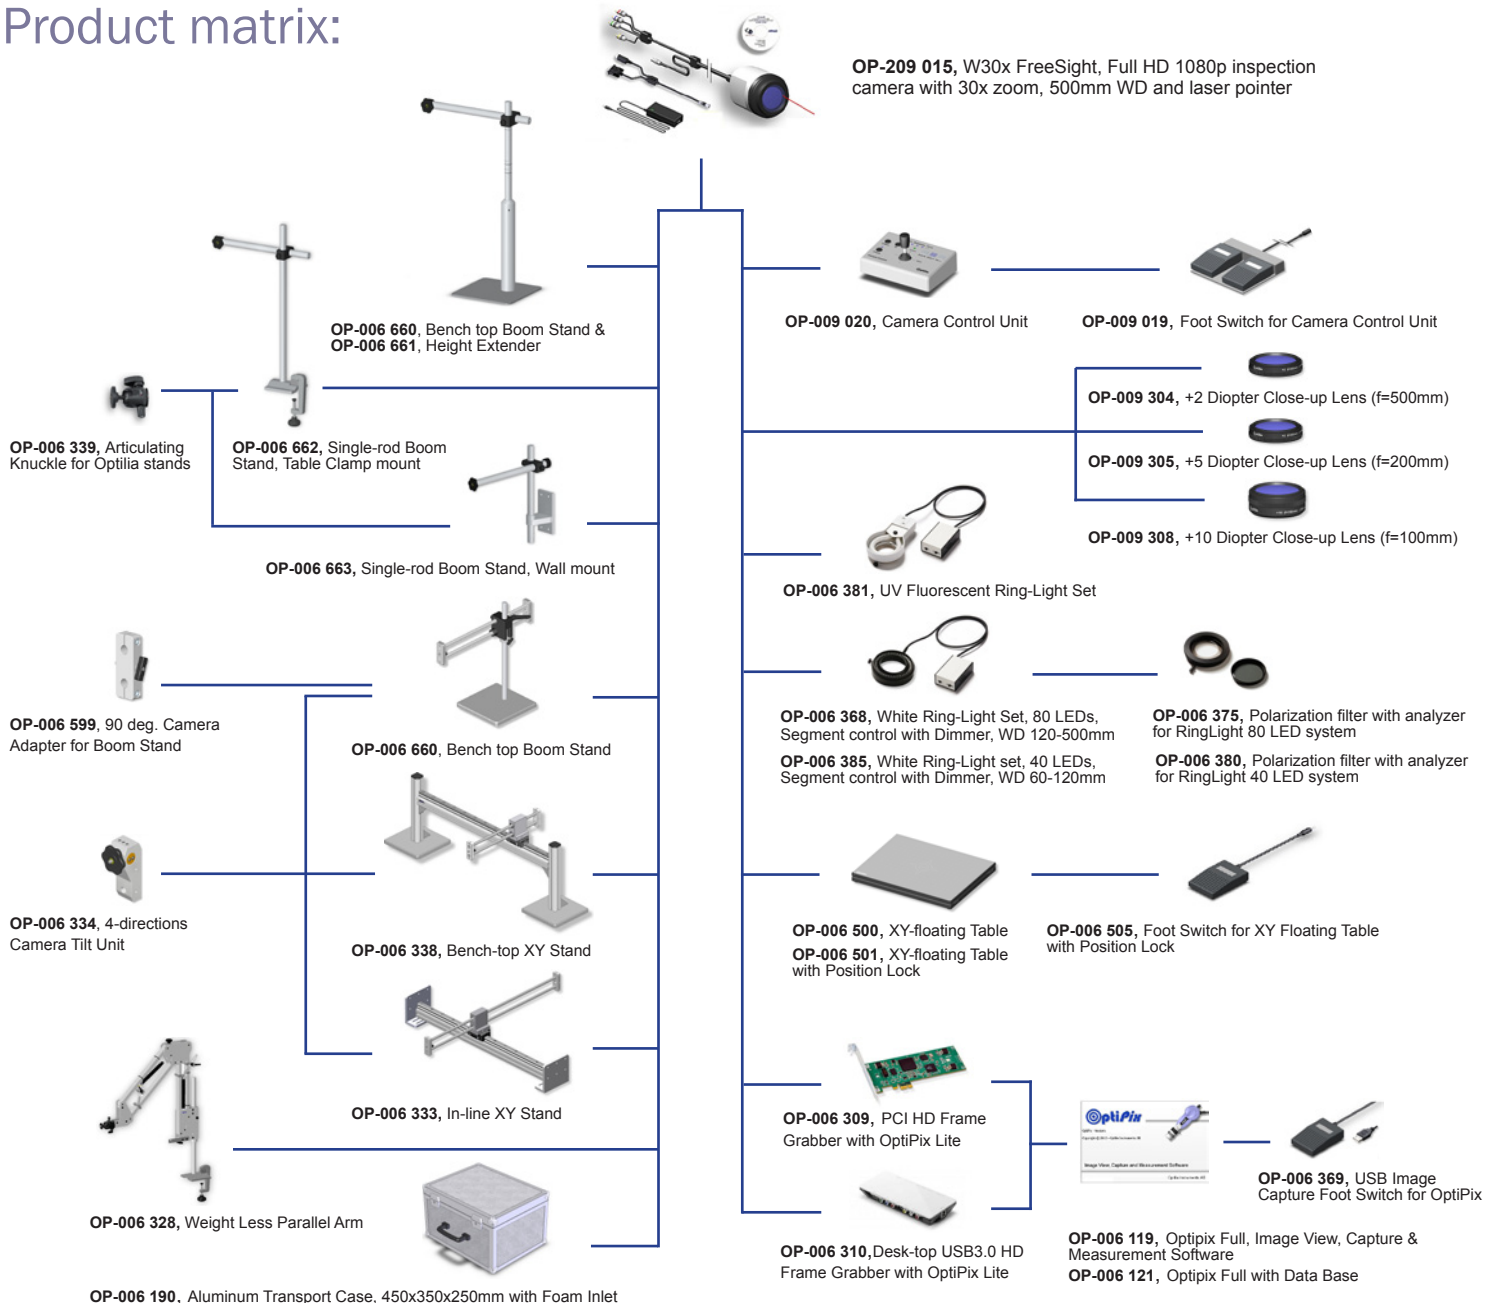 Product matrix:
OP-209 015, W30x FreeSight, Full HD 1080p inspection
camera with 30x zoom, 500mm WD and laser pointer
OP-006 660, Bench top Boom Stand &
OP-006 661, Height Extender
OP-009 020, Camera Control Unit
OP-009 019, Foot Switch for Camera Control Unit
OP-009 304, +2 Diopter Close-up Lens (f=500mm)
OP-006 339, Articulating
Knuckle for Optilia stands
OP-006 662, Single-rod Boom
Stand, Table Clamp mount
OP-009 305, +5 Diopter Close-up Lens (f=200mm)
OP-009 308, +10 Diopter Close-up Lens (f=100mm)
OP-006 663, Single-rod Boom Stand, Wall mount
OP-006 381, UV Fluorescent Ring-Light Set
OP-006 599, 90 deg. Camera
Adapter for Boom Stand
OP-006 660, Bench top Boom Stand
OP-006 368, White Ring-Light Set, 80 LEDs,
Segment control with Dimmer, WD 120-500mm
OP-006 385, White Ring-Light set, 40 LEDs,
Segment control with Dimmer, WD 60-120mm
OP-006 375, Polarization filter with analyzer
for RingLight 80 LED system
OP-006 380, Polarization filter with analyzer
for RingLight 40 LED system
OP-006 334, 4-directions
Camera Tilt Unit
OP-006 338, Bench-top XY Stand
OP-006 500, XY-floating Table
OP-006 501, XY-floating Table
with Position Lock
OP-006 505, Foot Switch for XY Floating Table
with Position Lock
OP-006 333, In-line XY Stand
OP-006 309, PCI HD Frame
Grabber with OptiPix Lite
OptiPix
Image View, Capture and Measurement Software
OP-006 369, USB Image
Capture Foot Switch for OptiPix
OP-006 328, Weight Less Parallel Arm
OP-006 310,Desk-top USB3.0 HD
Frame Grabber with OptiPix Lite
OP-006 119, Optipix Full, Image View, Capture &
Measurement Software
OP-006 121, Optipix Full with Data Base
OP-006 190, Aluminum Transport Case, 450x350x250mm with Foam Inlet